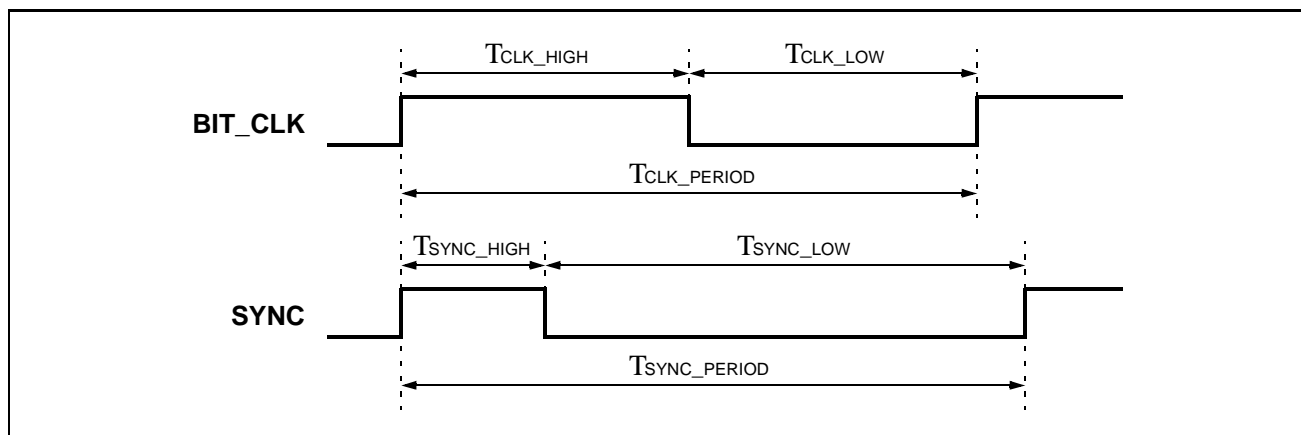 TCLK_HIGH TCLK_LOW
BIT_CLK
TCLK_PERIOD
TSYNC_HIGH TSYNC_LOW
SYNC
TSYNC_PERIOD